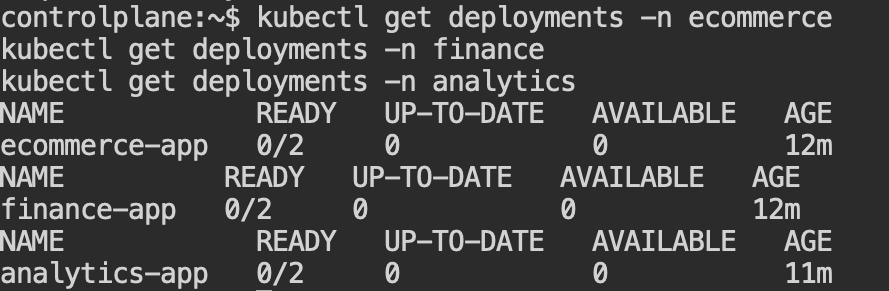 controlplane:~$ kubectl get deployments -n ecommerce
kubectl get deployments -n finance
kubectl get deployments -n analytics
NAME            READY   UP-TO-DATE   AVAILABLE   AGE
ecommerce-app   0/2     0            0           12m
NAME          READY   UP-TO-DATE   AVAILABLE   AGE
finance-app   0/2     0            0           12m
NAME            READY   UP-TO-DATE   AVAILABLE   AGE
analytics-app   0/2     0            0           11m